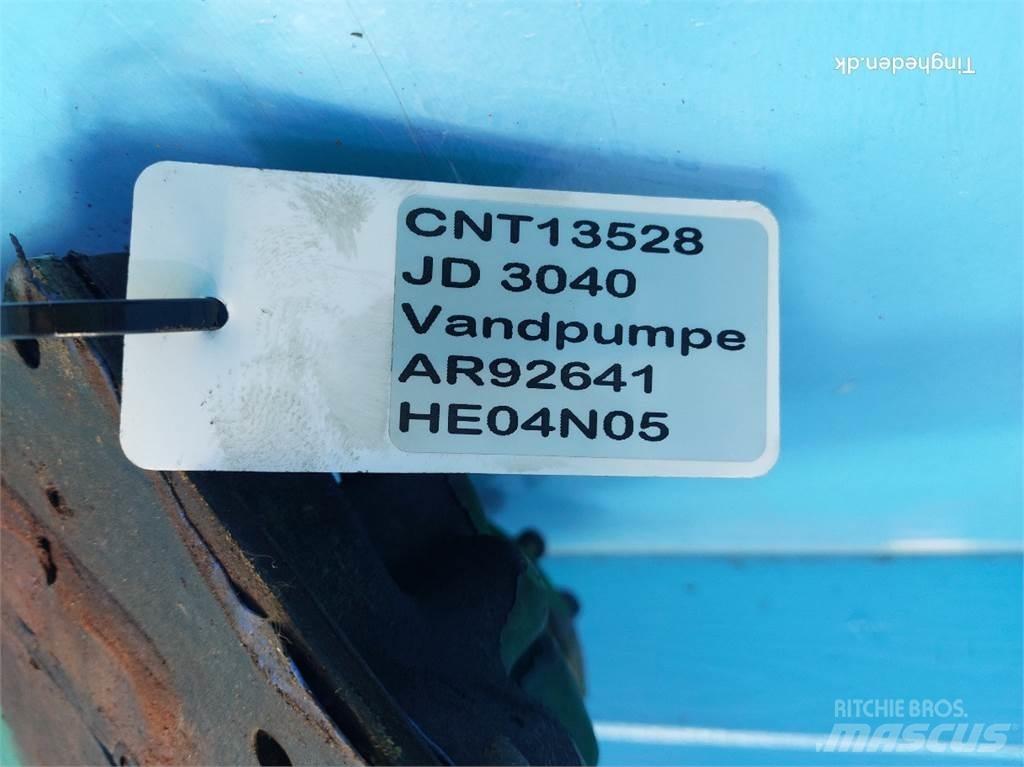 Tingheden.dk
CNT13528
JD 3040
Vandpumpe
AR92641
HE04N05
RITCHIE BROS.
MASCUS